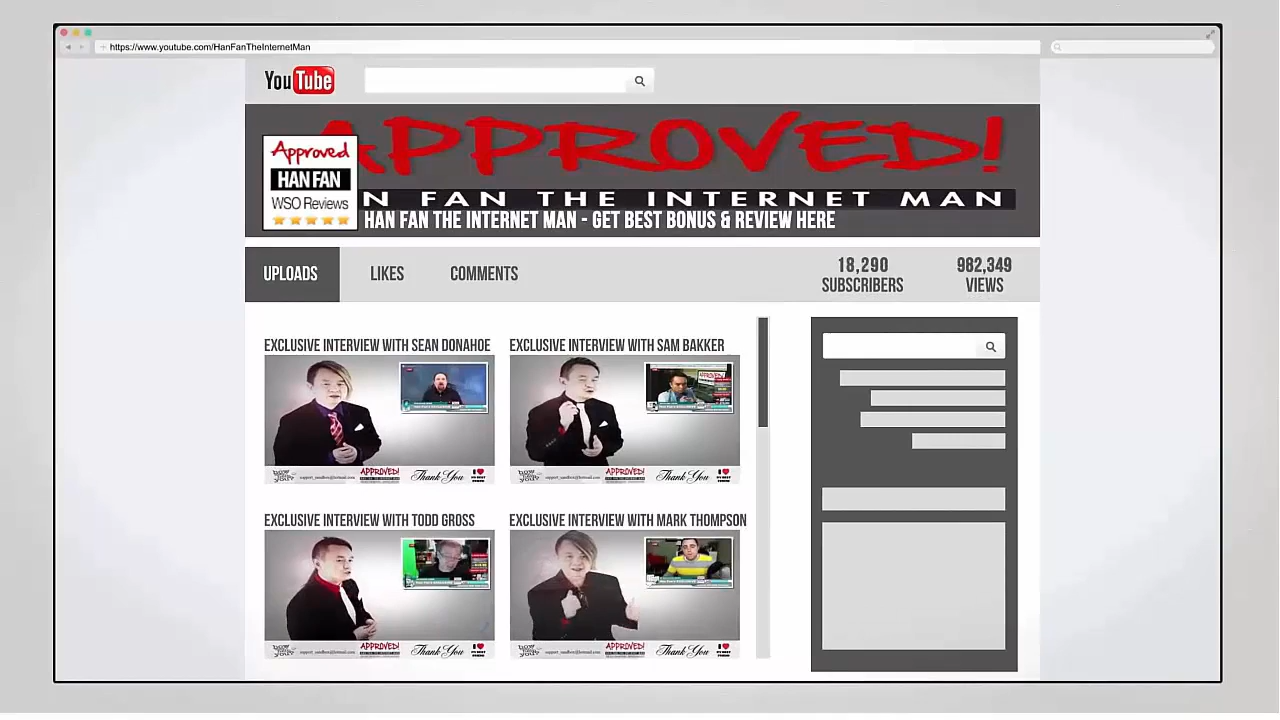 https://www.youtube.com/HanFanTheInternetMan
YouTube
APPROVED!
Approved
HAN FAN
WSO Reviews
N FAN THE INTERNET MAN
HAN FAN THE INTERNET MAN - GET BEST BONUS & REVIEW HERE
UPLOADS
LIKES
COMMENTS
18,290
SUBSCRIBERS
982,349
VIEWS
EXCLUSIVE INTERVIEW WITH SEAN DONAHOE
EXCLUSIVE INTERVIEW WITH SAM BAKKER
APPROVED!
Thank You
APPROVED!
Thank You
EXCLUSIVE INTERVIEW WITH TODD GROSS
EXCLUSIVE INTERVIEW WITH MARK THOMPSON
APPROVED!
Thank You
APPROVED!
Thank You